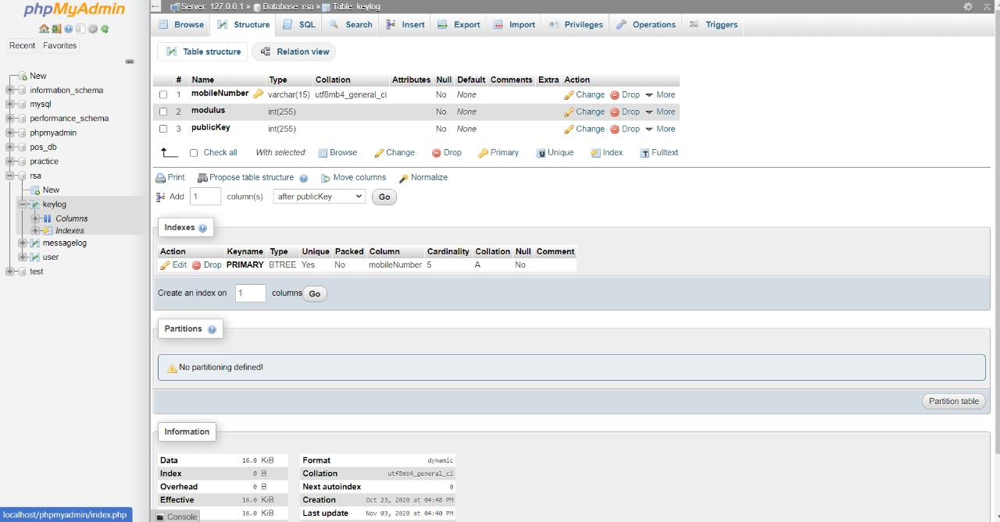 phpMyAdmin
Recent Favorites
New
information_schema
mysql
performance_schema
phpmyadmin
pos_db
practice
rsa
New
keylog
Columns
Indexes
messagelog
user
test
localhost/phpmyadmin/index.php
Server: 127.0.0.1 » Database: rsa » Table: keylog
Browse Structure SQL Search Insert Export Import Privileges Operations Triggers
Table structure Relation view
# Name Type Collation Attributes Null Default Comments Extra Action
1 mobileNumber varchar(15) utf8mb4_general_ci No None Change Drop More
2 modulus int(255) No None Change Drop More
3 publicKey int(255) No None Change Drop More
Check all With selected: Browse Change Drop Primary Unique Index Fulltext
Print Propose table structure Move columns Normalize
Add 1 column(s) after publicKey Go
Indexes
Action Keyname Type Unique Packed Column Cardinality Collation Null Comment
Edit Drop PRIMARY BTREE Yes No mobileNumber 5 A No
Create an index on 1 columns Go
Partitions
No partitioning defined!
Partition table
Information
Data 16.0 KiB Format dynamic
Index 0 B Collation utf8mb4_general_ci
Overhead 0 B Next autoindex 0
Effective 16.0 KiB Creation Oct 23, 2020 at 04:48 PM
16.0 KiB Last update Nov 03, 2020 at 04:40 PM
Console